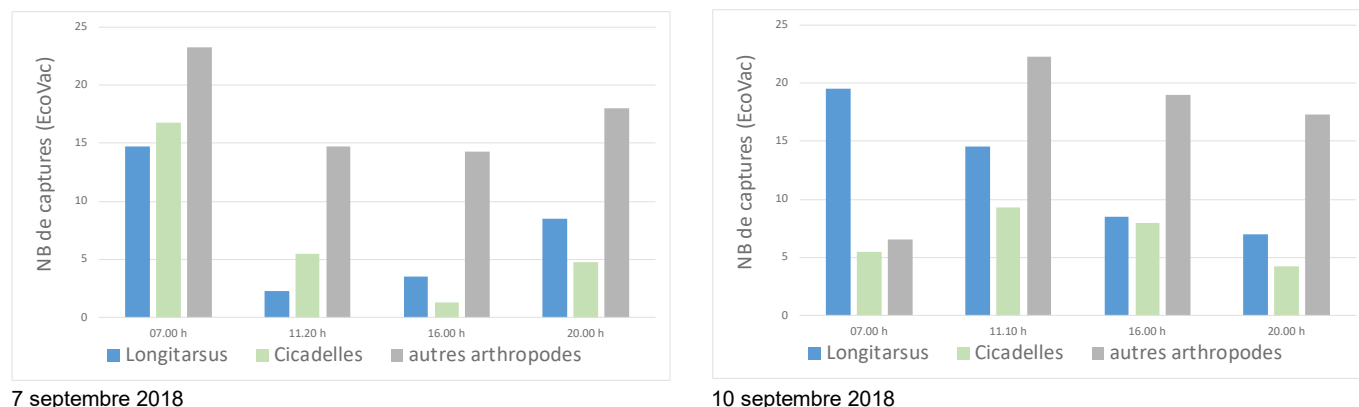 25
20
15
10
5
0
NB de captures (EcoVac)
07.00 h 11.20 h 16.00 h 20.00 h
Longitarsus Cicadelles autres arthropodes
7 septembre 2018
25
20
15
10
5
0
NB de captures (EcoVac)
07.00 h 11.10 h 16.00 h 20.00 h
Longitarsus Cicadelles autres arthropodes
10 septembre 2018